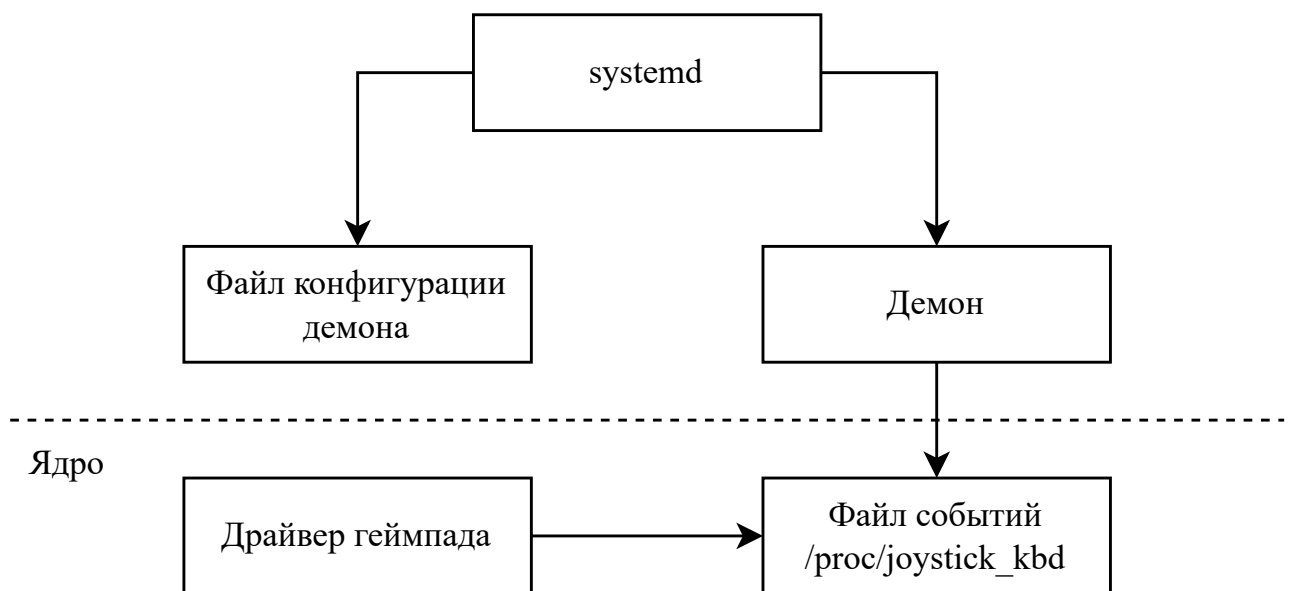 systemd
Файл конфигурации
демона
Демон
Ядро
Драйвер геймпада
Файл событий
/proc/joystick_kbd